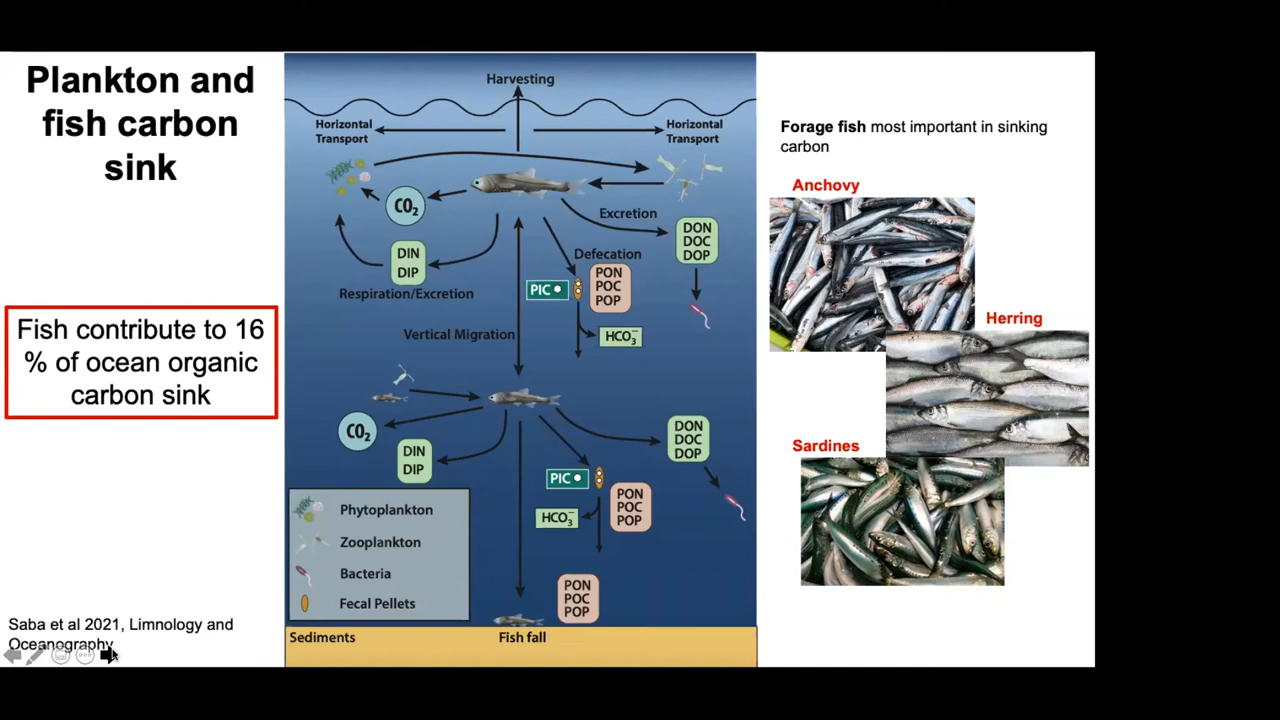 Plankton and
fish carbon
sink
Fish contribute to 16
% of ocean organic
carbon sink
Saba et al 2021, Limnology and
Oceanography
Harvesting
Horizontal
Transport
Horizontal
Transport
CO₂
Excretion
DON
DOC
DOP
DIN
DIP
Defecation
PON
POC
POP
PIC
Respiration/Excretion
HCO₃⁻
Vertical Migration
CO₂
DIN
DIP
DON
DOC
DOP
PIC
PON
POC
POP
HCO₃⁻
Phytoplankton
Zooplankton
Bacteria
Fecal Pellets
PON
POC
POP
Sediments
Fish fall
Forage fish most important in sinking
carbon
Anchovy
Herring
Sardines